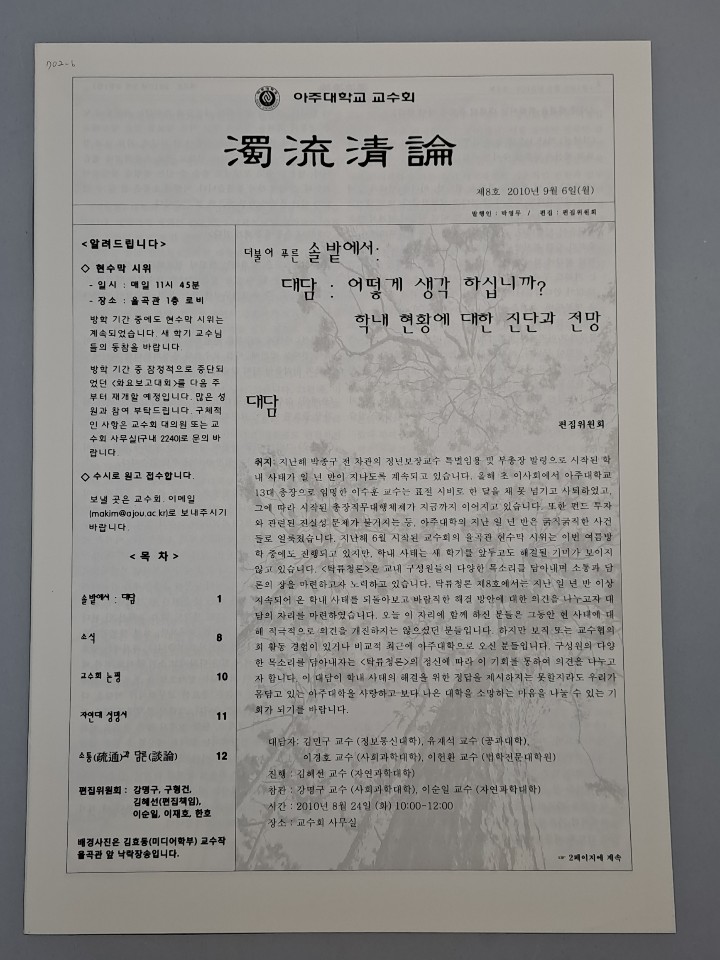 아주대학교 교수회
濁流清論
제8호 2010년 9월 6일(월)
발행인 : 강명구 / 편집 : 편집위원회
<알려드립니다>
◇ 현수막 시위
- 일시 : 매일 11시 45분
- 장소 : 율곡관 1층 로비
방학 기간 중에도 현수막 시위는
계속되었습니다. 새 학기 교수님
들의 동참을 바랍니다
방학 기간 중 잠정적으로 중단되
었던 <화요보고대회>를 다음 주
부터 재개할 예정입니다. 많은 성
원과 참여 부탁드립니다. 구체적
인 사항은 교수회 대의원 또는 교
수회 사무실(구내 2240)로 문의 바
랍니다.
◇ 수시로 원고 접수합니다.
보낼 곳은 교수회. 이메일
(makim@ajou.ac.kr)로 보내주시기
바랍니다.
< 목 차 >
솔밭에서 : 대담 1
소식 8
교수회 논평 10
자연대 성명서 11
소통(疏通)과 담론(談論) 12
편집위원회 : 강명구, 구형건,
김혜선(편집책임),
이순일, 이재호, 한호
배경사진은 김효동(미디어학부) 교수작
율곡관 앞 낙락장송입니다.
더불어 푸른 솔밭에서:
대담 : 어떻게 생각 하십니까?
학내 현황에 대한 진단과 전망
대담
편집위원회
취지: 지난해 박종구 전 차관의 정년보장교수 특별임용 및 부총장 발령으로 시작된 학
내 사태가 일 년 반이 지나도록 계속되고 있습니다. 올해 초 이사회에서 아주대학교
13대 총장으로 임명한 이수훈 교수는 표절 시비로 한 달을 채 못 넘기고 사퇴하였고,
그에 따라 시작된 총장직무대행체제가 지금까지 이어지고 있습니다. 또한 펀드 투자
와 관련된 진실성 문제가 불거지는 등, 아주대학의 지난 일 년 반은 굵직굵직한 사건
들로 얼룩졌습니다. 지난해 6월 시작된 교수회의 율곡관 현수막 시위는 이번 여름방
학 중에도 진행되고 있지만, 학내 사태는 새 학기를 앞두고도 해결될 기미가 보이지
않고 있습니다. <탁류청론>은 교내 구성원들의 다양한 목소리를 담아내며 소통과 담
론의 장을 마련하고자 노력하고 있습니다. 탁류청론 제8호에서는 지난 일 년 반 이상
지속되어 온 학내 사태를 되돌아보고 바람직한 해결 방안에 대한 의견을 나누고자 대
담의 자리를 마련하였습니다. 오늘 이 자리에 함께 하신 분들은 그동안 현 사태에 대
해 적극적으로 의견을 개진하지는 않으셨던 분들입니다. 하지만 보직 또는 교수협의
회 활동 경험이 있거나 비교적 최근에 아주대학으로 오신 분들입니다. 구성원의 다양
한 목소리를 담아내자는 <탁류청론>의 정신에 따라 이 기회를 통하여 의견을 나누고
자 합니다. 이 대담이 학내 사태의 해결을 위한 정답을 제시하지는 못할지라도 우리가
몸담고 있는 아주대학을 사랑하고 보다 나은 대학을 소망하는 마음을 나눌 수 있는 기
회가 되기를 바랍니다.
대담자: 김민구 교수 (정보통신대학), 유재석 교수 (공과대학),
이경호 교수 (사회과학대학), 이헌환 교수 (법학전문대학원)
진행 : 김혜선 교수 (자연과학대학)
참관 : 강명구 교수 (사회과학대학), 이순일 교수 (자연과학대학)
시간 : 2010년 8월 24일 (화) 10:00-12:00
장소 : 교수회 사무실
☞ 2페이지에 계속